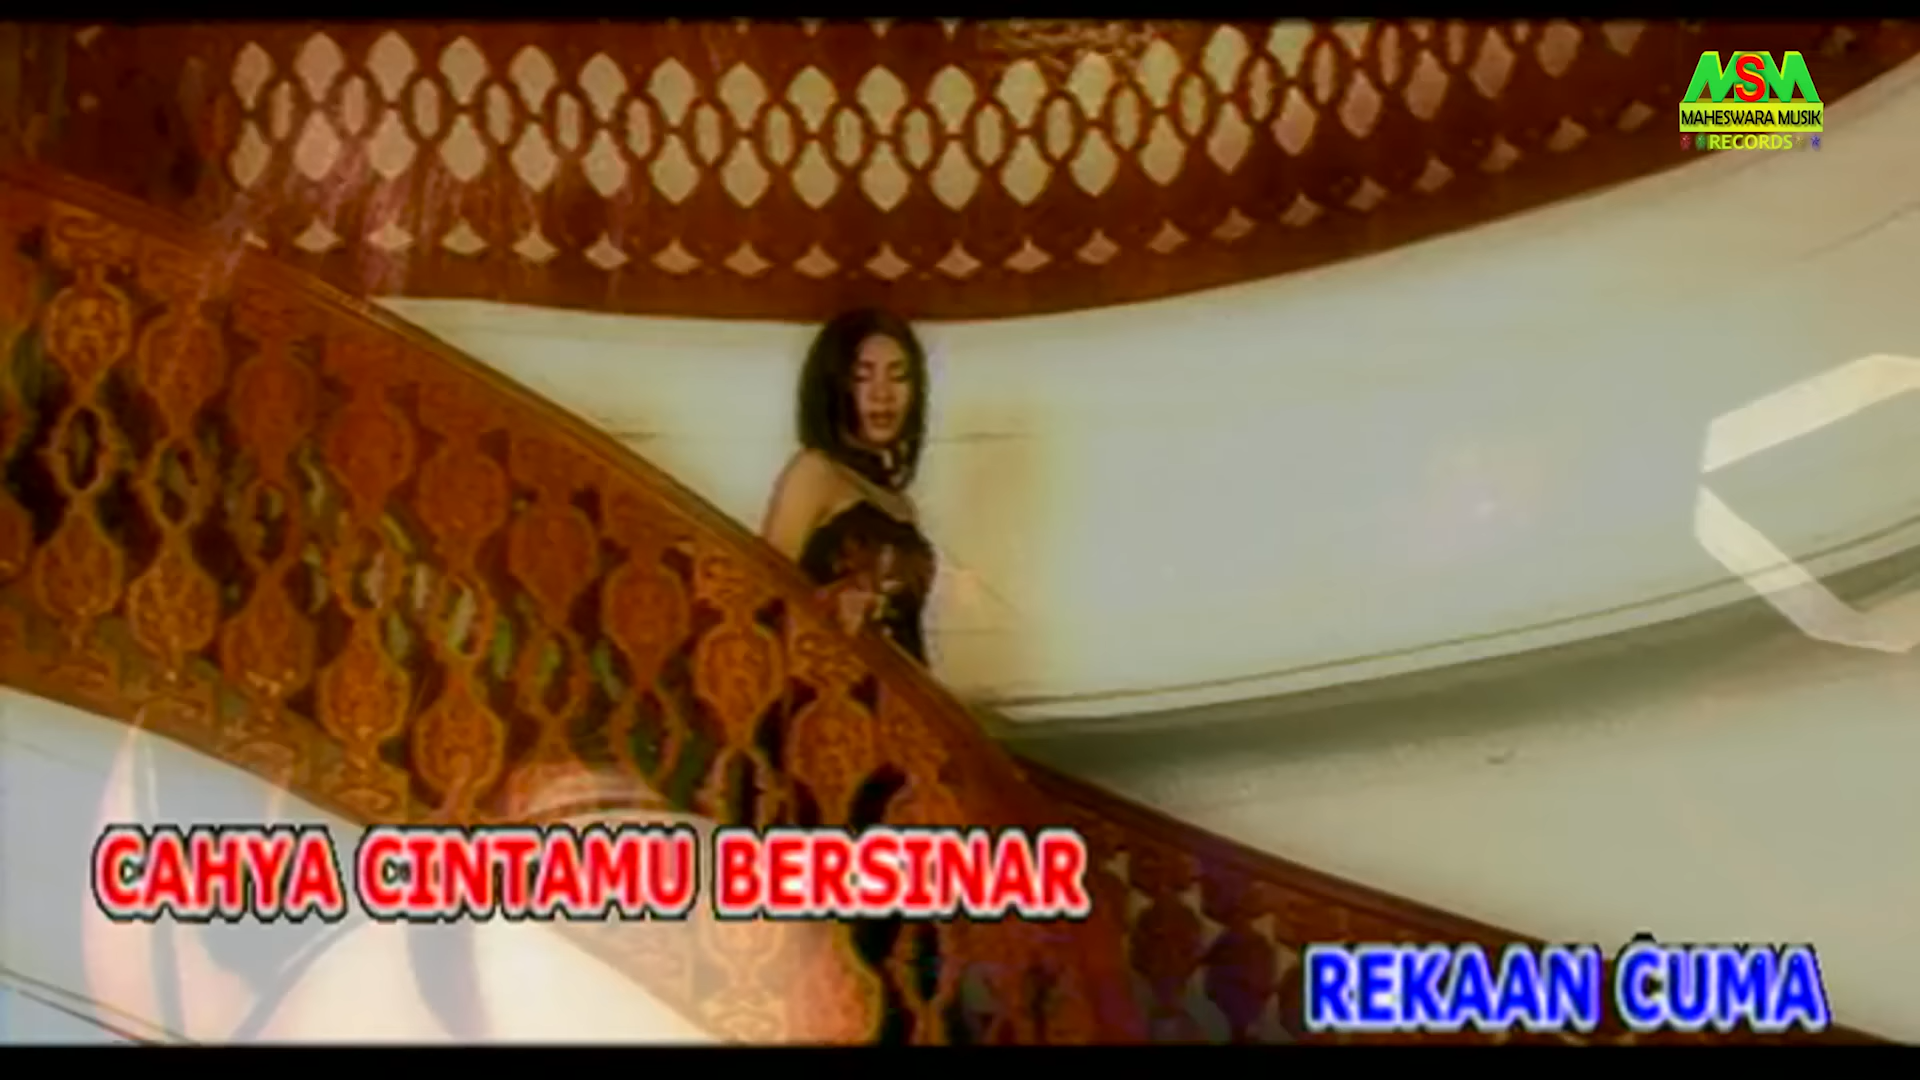 MSM
MAHESWARA MUSIK
RECORDS
CAHYA CINTAMU BERSINAR
REKAAN CUMA